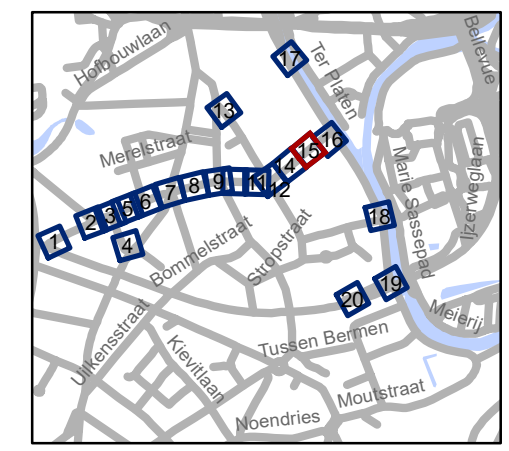 Hofbouwlaan
Bellevue
17
Ter Platen
13
Merelstraat
16
15
14
Marie Sassepad
Ijzerweglaan
11
12
9
8
7
6
5
3
2
1
4
18
Bommelstraat
Stropstraat
19
20
Meierij
Uilkensstraat
Tussen Bermen
Kievitlaan
Moutstraat
Noendries